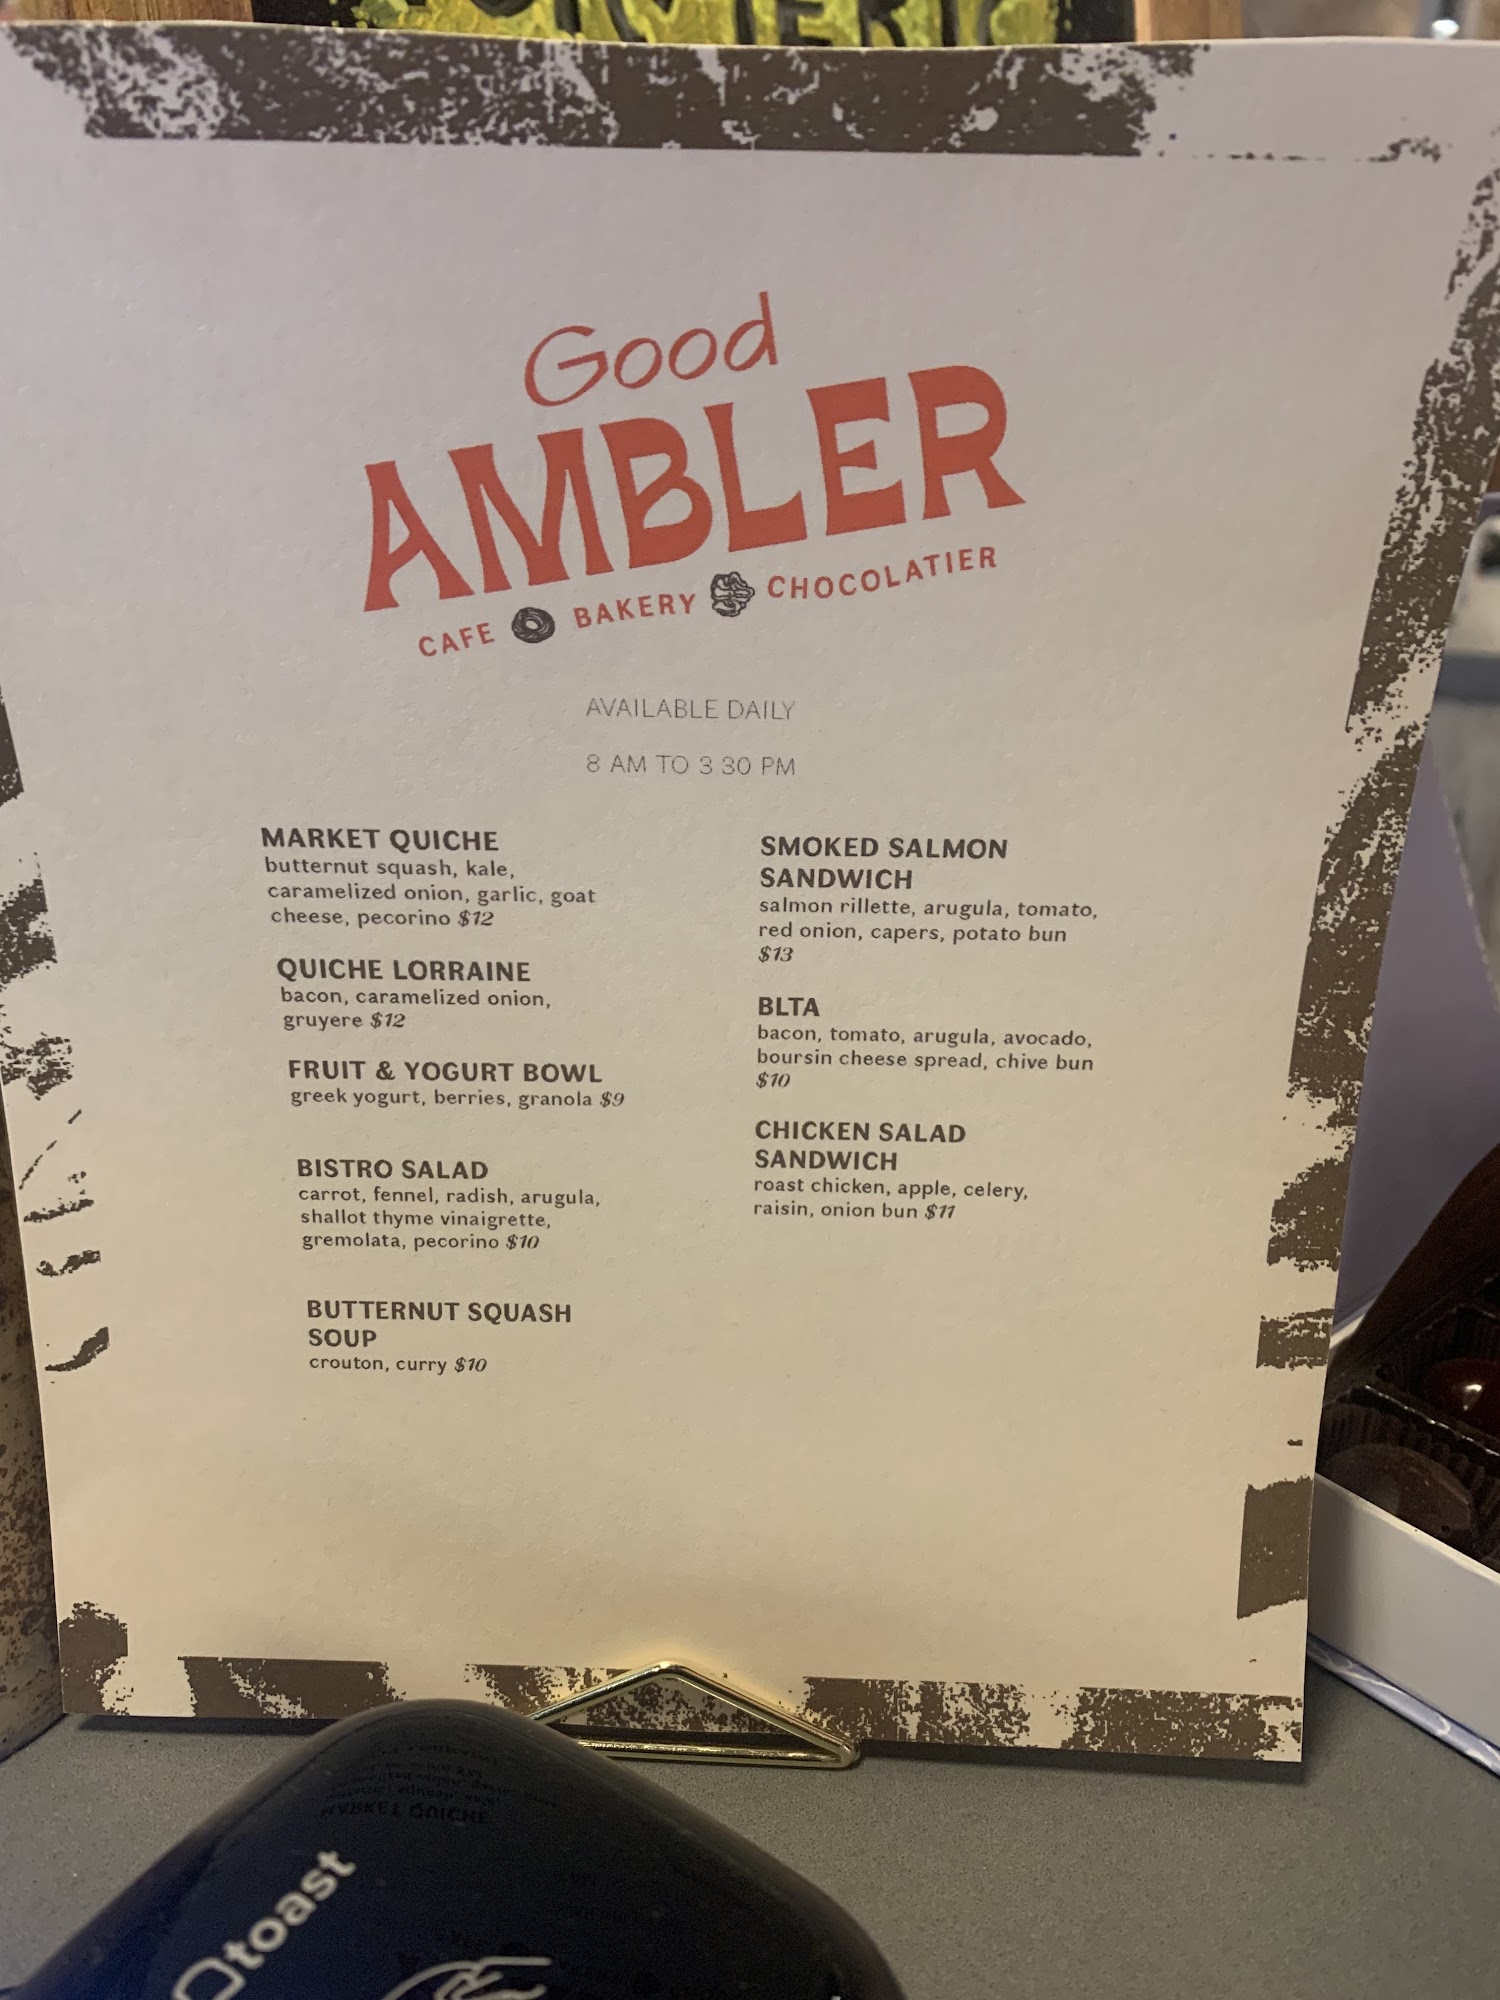 Good
AMBLER
CAFE BAKERY CHOCOLATIER
AVAILABLE DAILY
8 AM TO 3 30 PM
MARKET QUICHE
butternut squash, kale,
caramelized onion, garlic, goat
cheese, pecorino $12
QUICHE LORRAINE
bacon, caramelized onion,
gruyere $12
FRUIT & YOGURT BOWL
greek yogurt, berries, granola $9
BISTRO SALAD
carrot, fennel, radish, arugula,
shallot thyme vinaigrette,
gremolata, pecorino $10
BUTTERNUT SQUASH
SOUP
crouton, curry $10
SMOKED SALMON
SANDWICH
salmon rillette, arugula, tomato,
red onion, capers, potato bun
$13
BLTA
bacon, tomato, arugula, avocado,
boursin cheese spread, chive bun
$10
CHICKEN SALAD
SANDWICH
roast chicken, apple, celery,
raisin, onion bun $11
MARKET QUICHE
toast